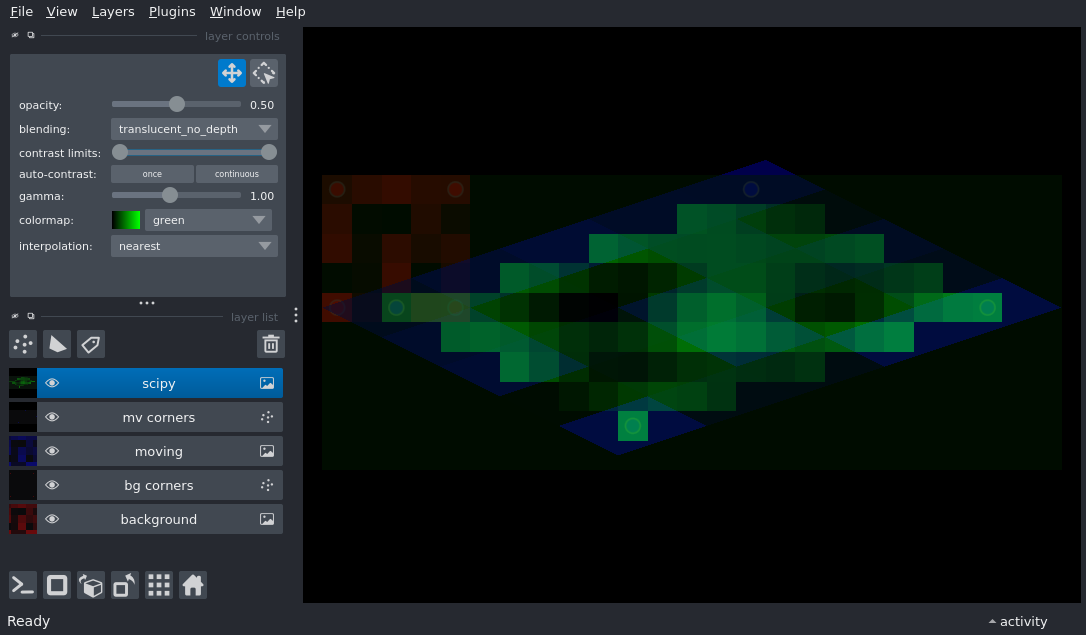 File View Layers Plugins Window Help
layer controls
opacity: 0.50
blending: translucent_no_depth
contrast limits:
auto-contrast: once continuous
gamma: 1.00
colormap: green
interpolation: nearest
layer list
scipy
mv corners
moving
bg corners
background
Ready
activity